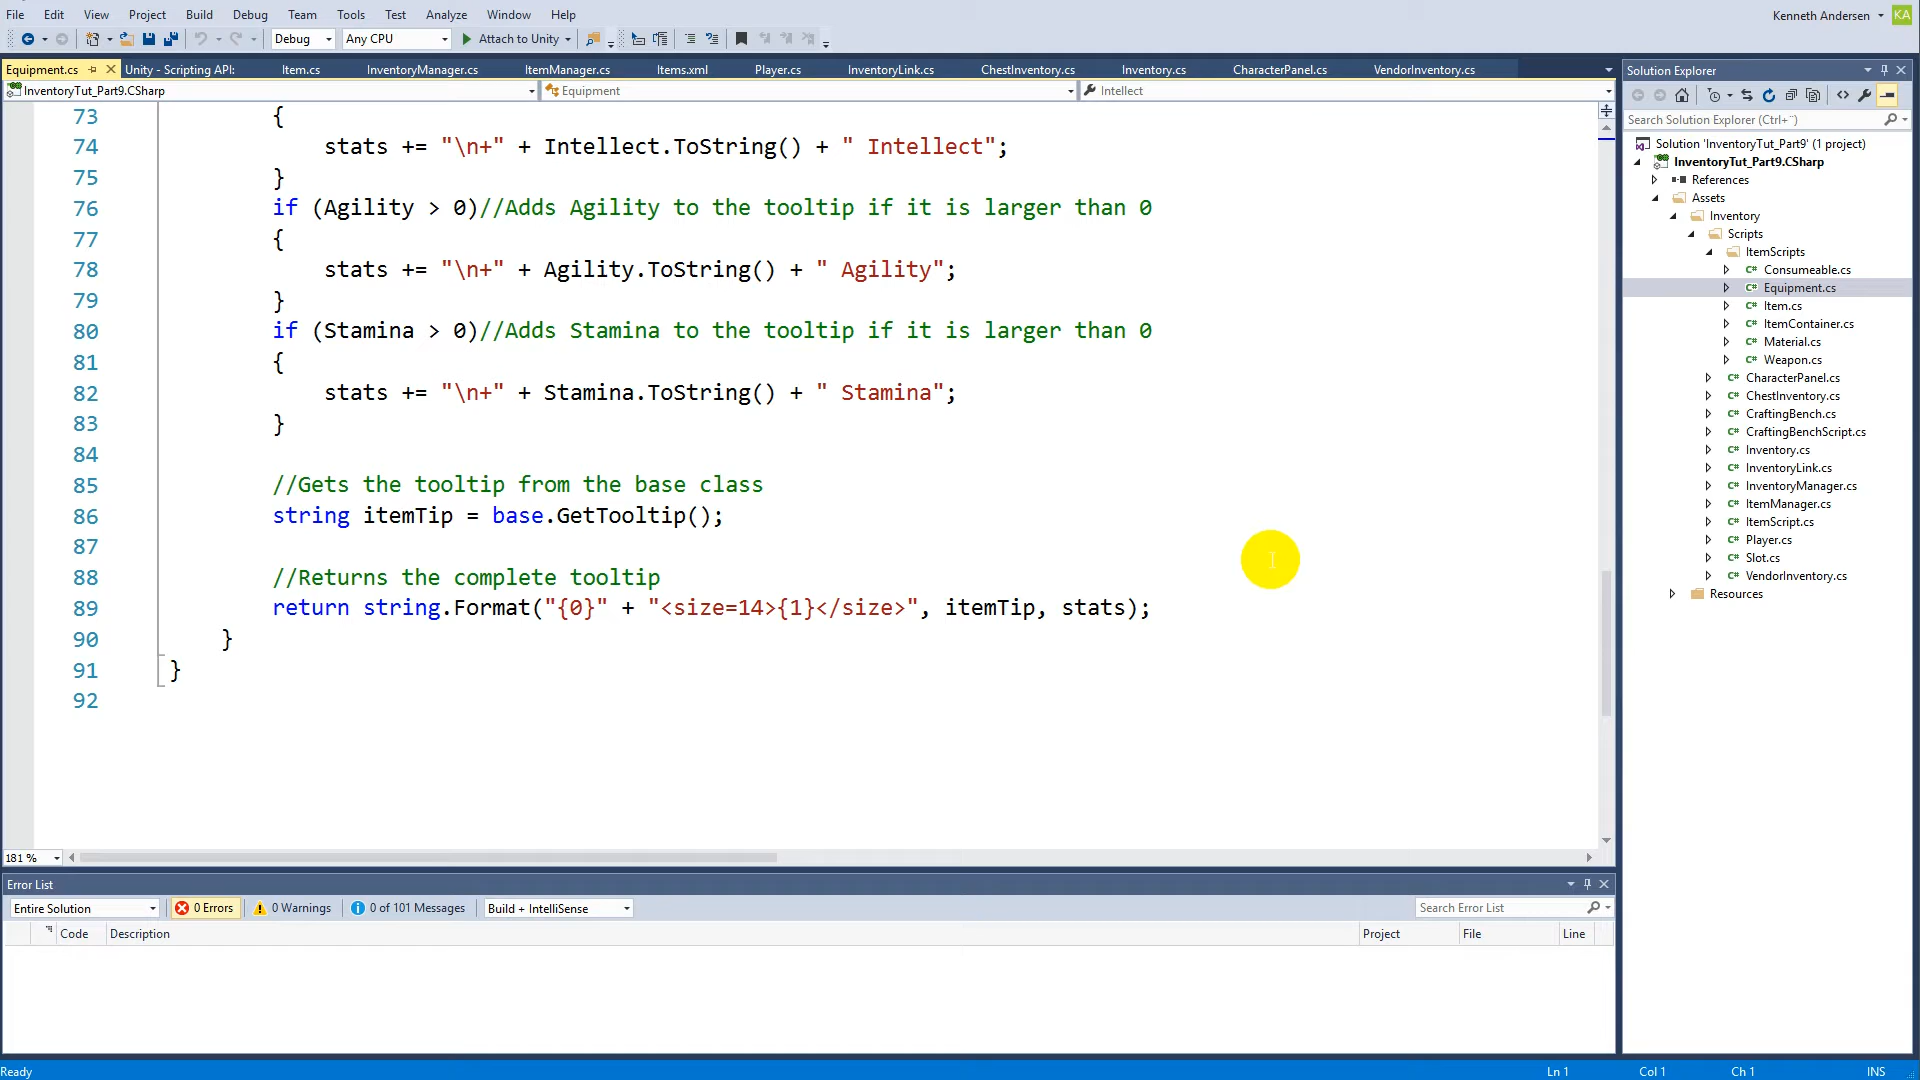 File Edit View Project Build Debug Team Tools Test Analyze Window Help
Kenneth Andersen KA
Debug Any CPU Attach to Unity
Equipment.cs Unity - Scripting API: Item.cs InventoryManager.cs ItemManager.cs Items.xml Player.cs InventoryLink.cs ChestInventory.cs Inventory.cs CharacterPanel.cs VendorInventory.cs
InventoryTut_Part9.CSharp Equipment Intellect
73 {
74 stats += "\n+" + Intellect.ToString() + " Intellect";
75 }
76 if (Agility > 0)//Adds Agility to the tooltip if it is larger than 0
77 {
78 stats += "\n+" + Agility.ToString() + " Agility";
79 }
80 if (Stamina > 0)//Adds Stamina to the tooltip if it is larger than 0
81 {
82 stats += "\n+" + Stamina.ToString() + " Stamina";
83 }
84
85 //Gets the tooltip from the base class
86 string itemTip = base.GetTooltip();
87
88 //Returns the complete tooltip
89 return string.Format("{0}" + "<size=14>{1}</size>", itemTip, stats);
90 }
91 }
92
181 %
Error List
Entire Solution 0 Errors 0 Warnings 0 of 101 Messages Build + IntelliSense Search Error List
Code Description Project File Line
Solution Explorer
Search Solution Explorer (Ctrl+¨)
Solution 'InventoryTut_Part9' (1 project)
InventoryTut_Part9.CSharp
References
Assets
Inventory
Scripts
ItemScripts
C# Consumeable.cs
C# Equipment.cs
C# Item.cs
C# ItemContainer.cs
C# Material.cs
C# Weapon.cs
C# CharacterPanel.cs
C# ChestInventory.cs
C# CraftingBench.cs
C# CraftingBenchScript.cs
C# Inventory.cs
C# InventoryLink.cs
C# InventoryManager.cs
C# ItemManager.cs
C# ItemScript.cs
C# Player.cs
C# Slot.cs
C# VendorInventory.cs
Resources
Ready Ln 1 Col 1 Ch 1 INS